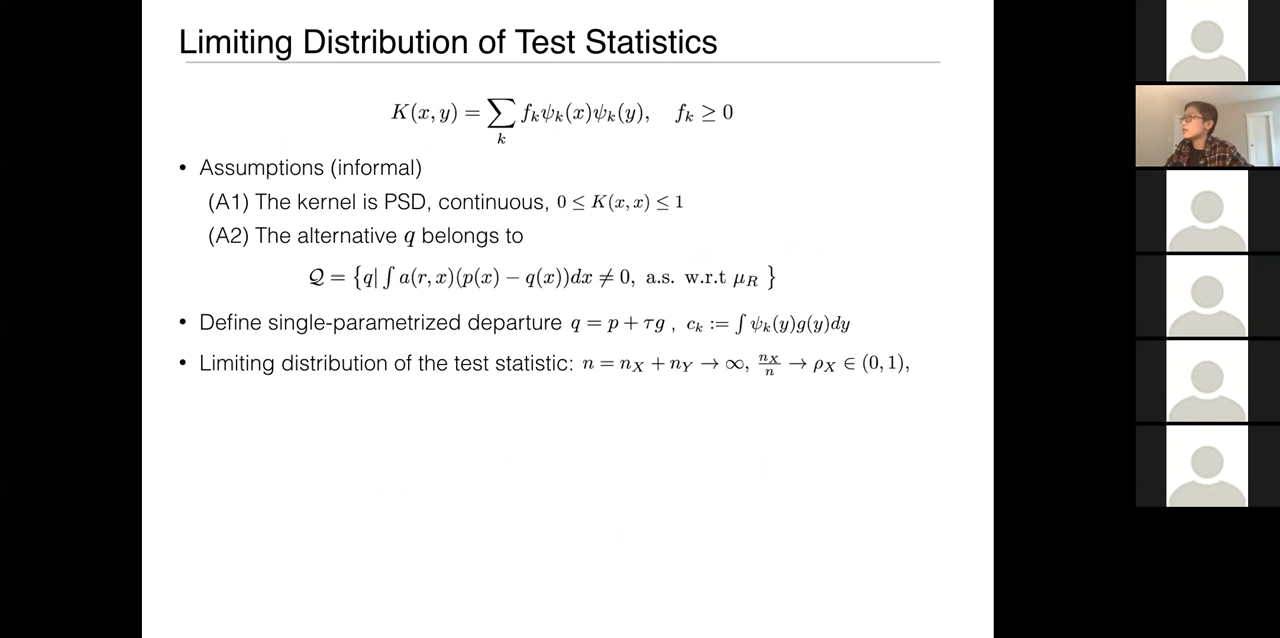 Limiting Distribution of Test Statistics
K(x, y) = ∑_k f_k ψ_k(x) ψ_k(y),    f_k ≥ 0
• Assumptions (informal)
(A1) The kernel is PSD, continuous, 0 ≤ K(x, x) ≤ 1
(A2) The alternative q belongs to
𝒬 = {q| ∫ a(r, x)(p(x) − q(x))dx ≠ 0, a.s. w.r.t μ_R }
• Define single-parametrized departure q = p + τg , c_k := ∫ ψ_k(y)g(y)dy
• Limiting distribution of the test statistic: n = n_X + n_Y → ∞, n_X/n → ρ_X ∈ (0, 1),